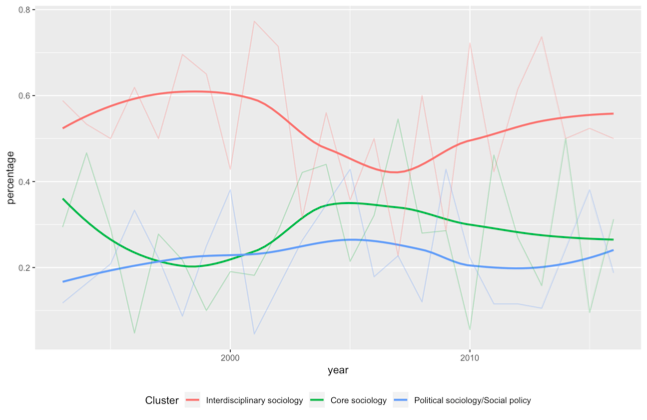 0.8
0.6
0.4
0.2
percentage
2000 2010
year
Cluster Interdisciplinary sociology Core sociology Political sociology/Social policy